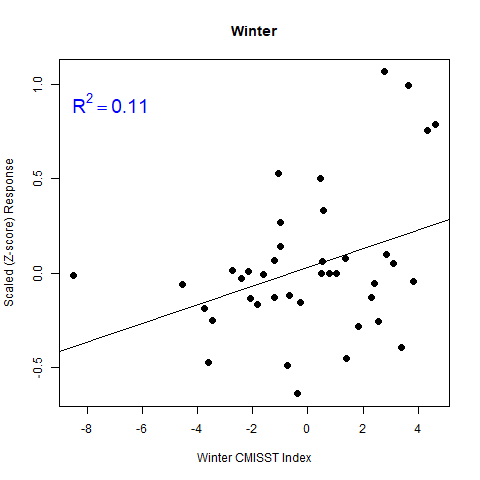 Winter
R² = 0.11
Scaled (Z-score) Response
1.0
0.5
0.0
-0.5
-8 -6 -4 -2 0 2 4
Winter CMISST Index